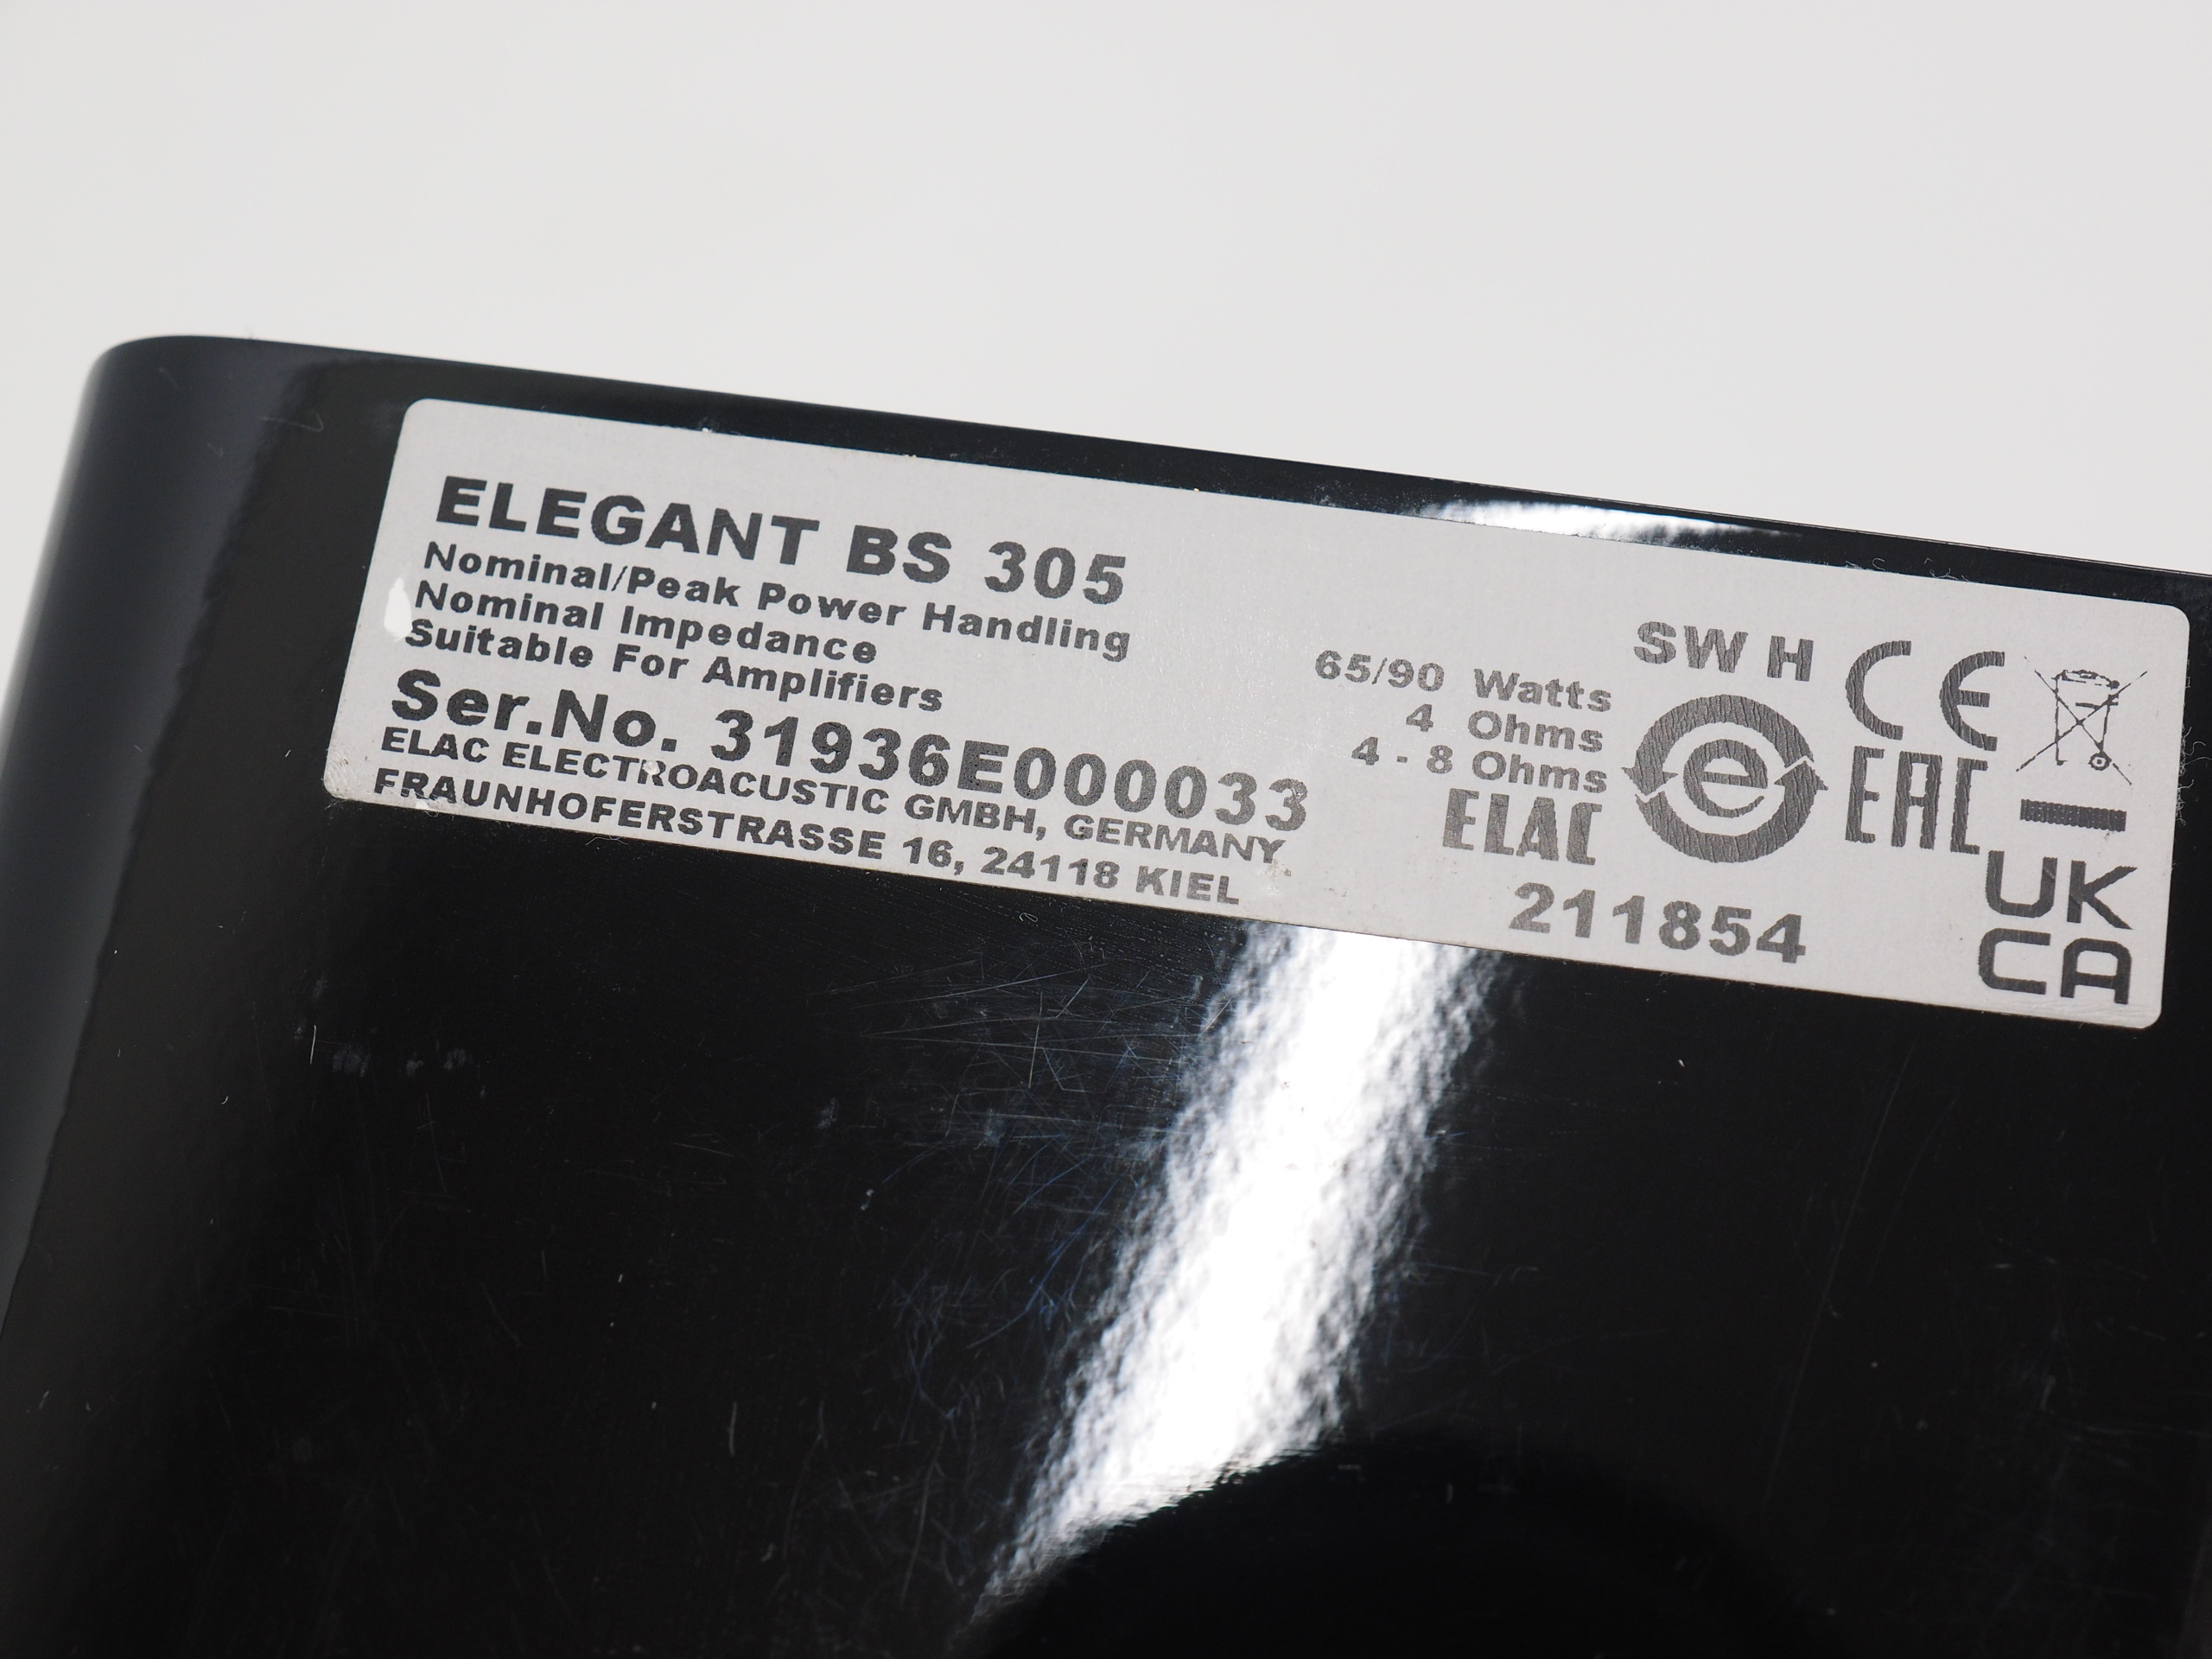 ELEGANT BS 305
Nominal/Peak Power Handling 65/90 Watts
Nominal Impedance 4 Ohms
Suitable For Amplifiers 4 - 8 Ohms
Ser.No. 31936E000033
ELAC ELECTROACUSTIC GMBH, GERMANY
FRAUNHOFERSTRASSE 16, 24118 KIEL
ELAC
SW H
e
211854
CE
EAC
UK
CA